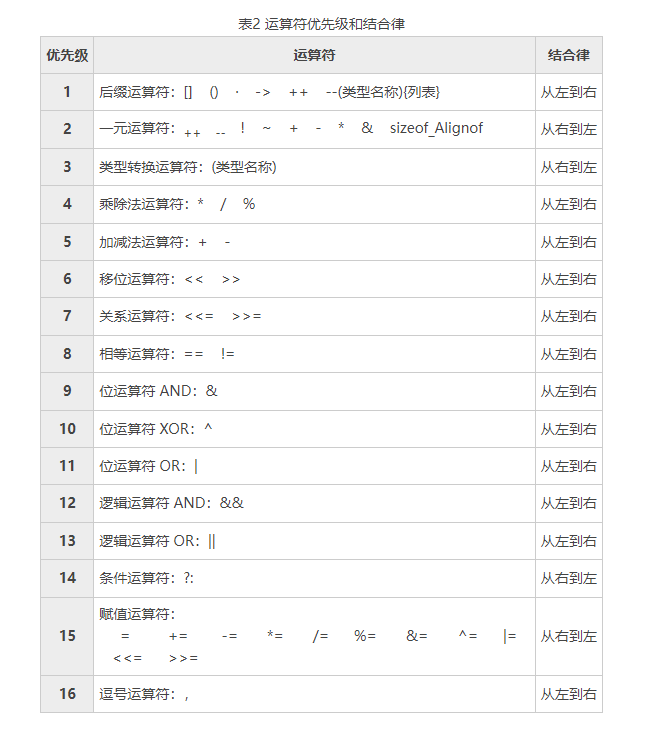 表2 运算符优先级和结合律
优先级 运算符 结合律
1 后缀运算符：[] () · -> ++ --(类型名称){列表} 从左到右
2 一元运算符：++ -- ! ~ + - * & sizeof_Alignof 从右到左
3 类型转换运算符：(类型名称) 从右到左
4 乘除法运算符：* / % 从左到右
5 加减法运算符：+ - 从左到右
6 移位运算符：<< >> 从左到右
7 关系运算符：<<= >>= 从左到右
8 相等运算符：== != 从左到右
9 位运算符 AND：& 从左到右
10 位运算符 XOR：^ 从左到右
11 位运算符 OR：| 从左到右
12 逻辑运算符 AND：&& 从左到右
13 逻辑运算符 OR：|| 从左到右
14 条件运算符：?: 从右到左
15 赋值运算符： 从右到左
= += -= *= /= %= &= ^= |=
<<= >>=
16 逗号运算符：, 从左到右